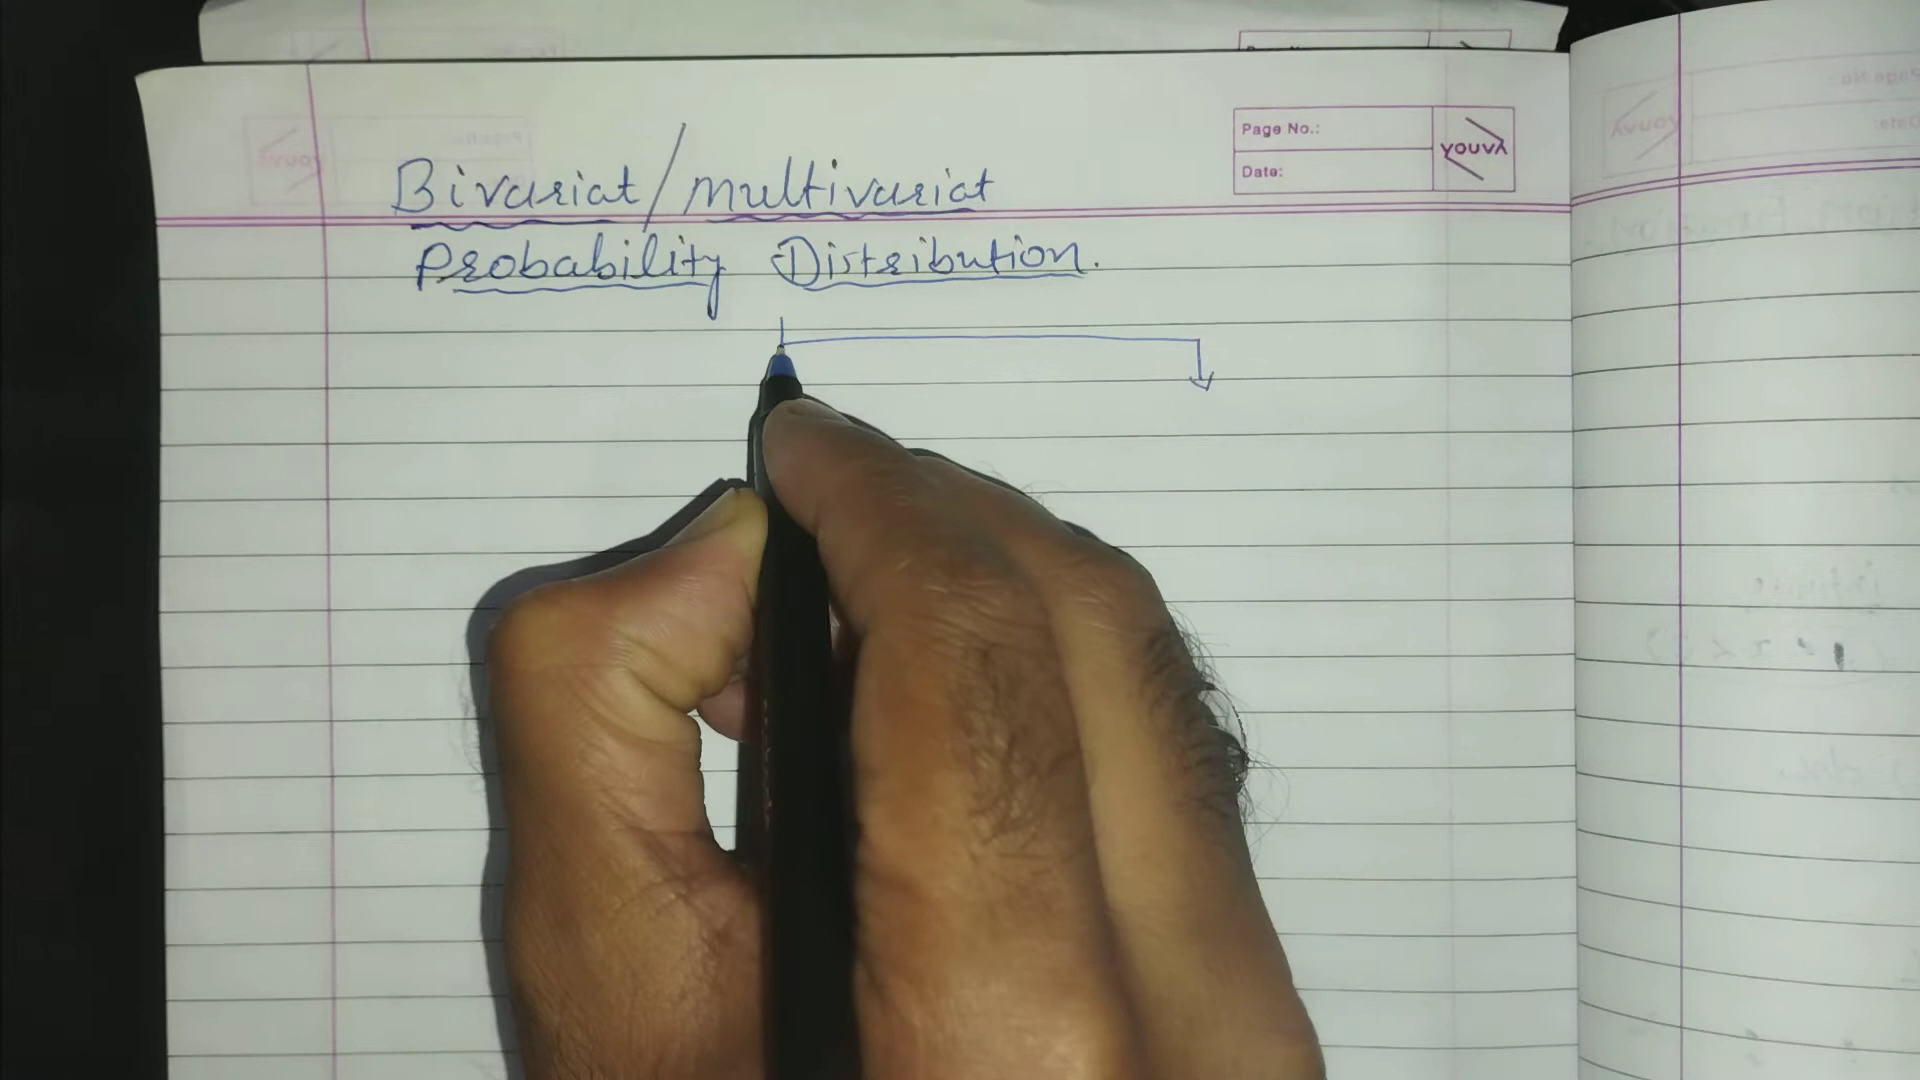 Page No.:
Date:
youva
Bivariat/multivariat
Probability Distribution.